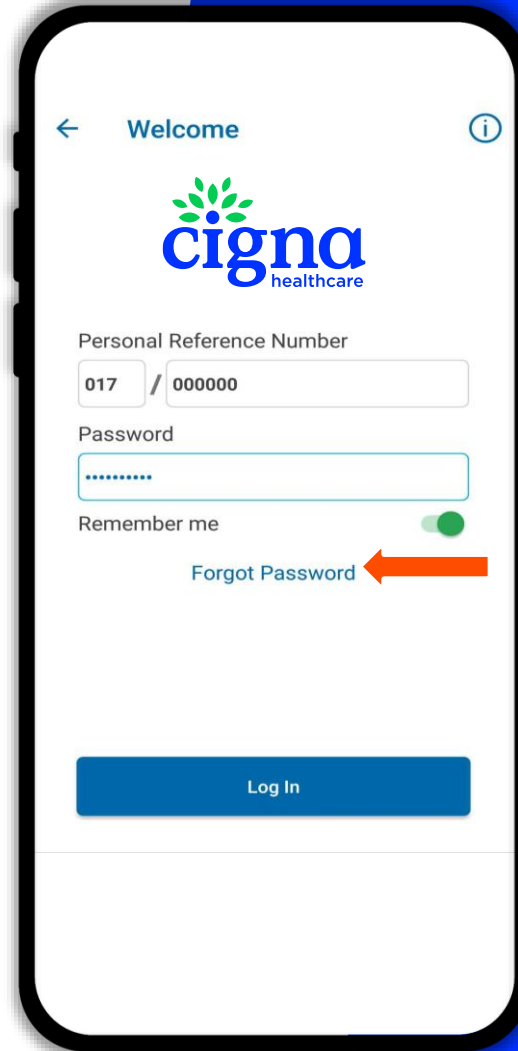 Welcome
cigna
healthcare
Personal Reference Number
017 / 000000
Password
••••••••••
Remember me
Forgot Password
Log In